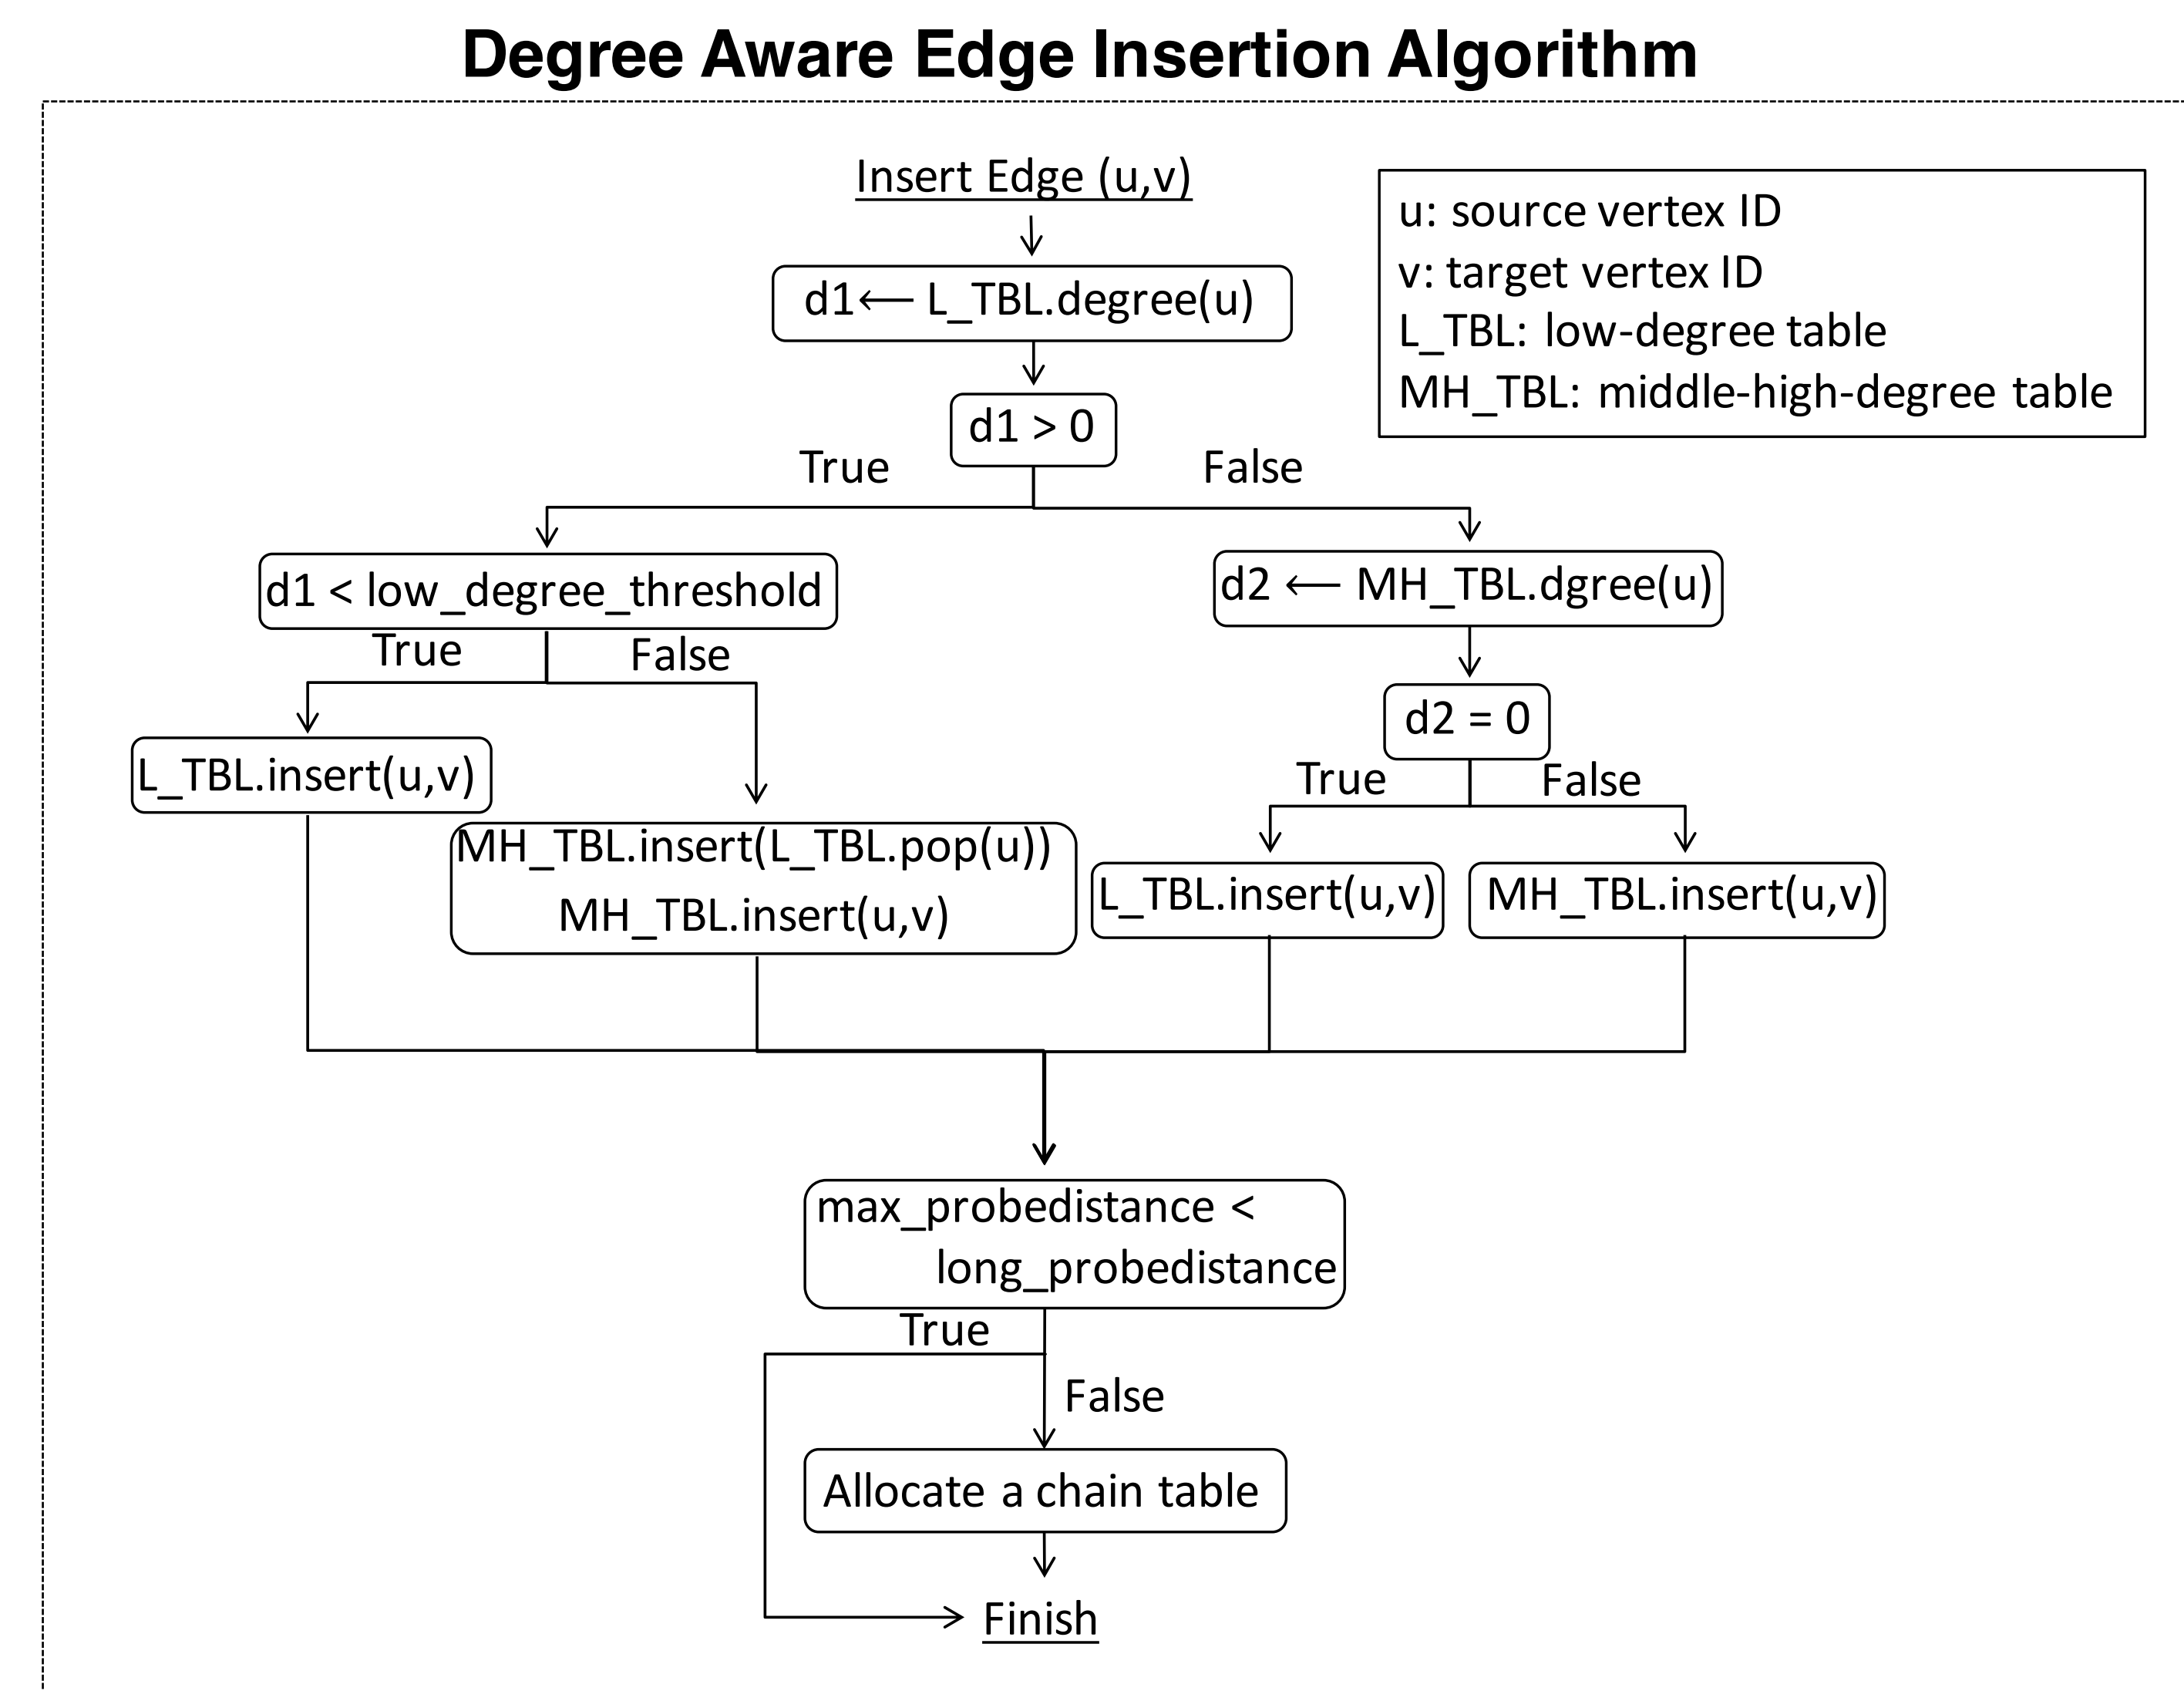 Degree Aware Edge Insertion Algorithm
Insert Edge (u,v)
u: source vertex ID
v: target vertex ID
L_TBL: low-degree table
MH_TBL: middle-high-degree table
d1← L_TBL.degree(u)
d1 > 0
True
False
d1 < low_degree_threshold
d2 ← MH_TBL.dgree(u)
True
False
d2 = 0
L_TBL.insert(u,v)
True
False
MH_TBL.insert(L_TBL.pop(u))
MH_TBL.insert(u,v)
L_TBL.insert(u,v)
MH_TBL.insert(u,v)
max_probedistance <
long_probedistance
True
False
Allocate a chain table
Finish